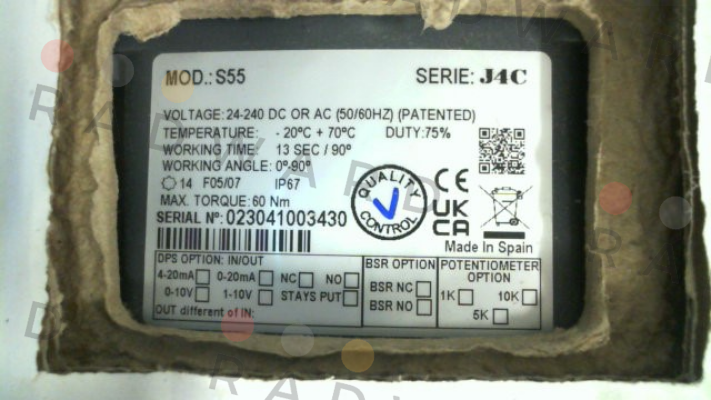 MOD.: S55 SERIE: J4C
VOLTAGE: 24-240 DC OR AC (50/60HZ) (PATENTED)
TEMPERATURE: - 20ºC + 70ºC DUTY: 75%
WORKING TIME: 13 SEC / 90º
WORKING ANGLE: 0º-90º
14 F05/07 IP67
MAX. TORQUE: 60 Nm
SERIAL Nº: 023041003430
QUALITY CONTROL
CE
UK
CA
Made In Spain
DPS OPTION: IN/OUT
4-20mA 0-20mA NC NO
0-10V 1-10V STAYS PUT
OUT different of IN:
BSR OPTION
BSR NC
BSR NO
POTENTIOMETER
OPTION
1K 10K
5K